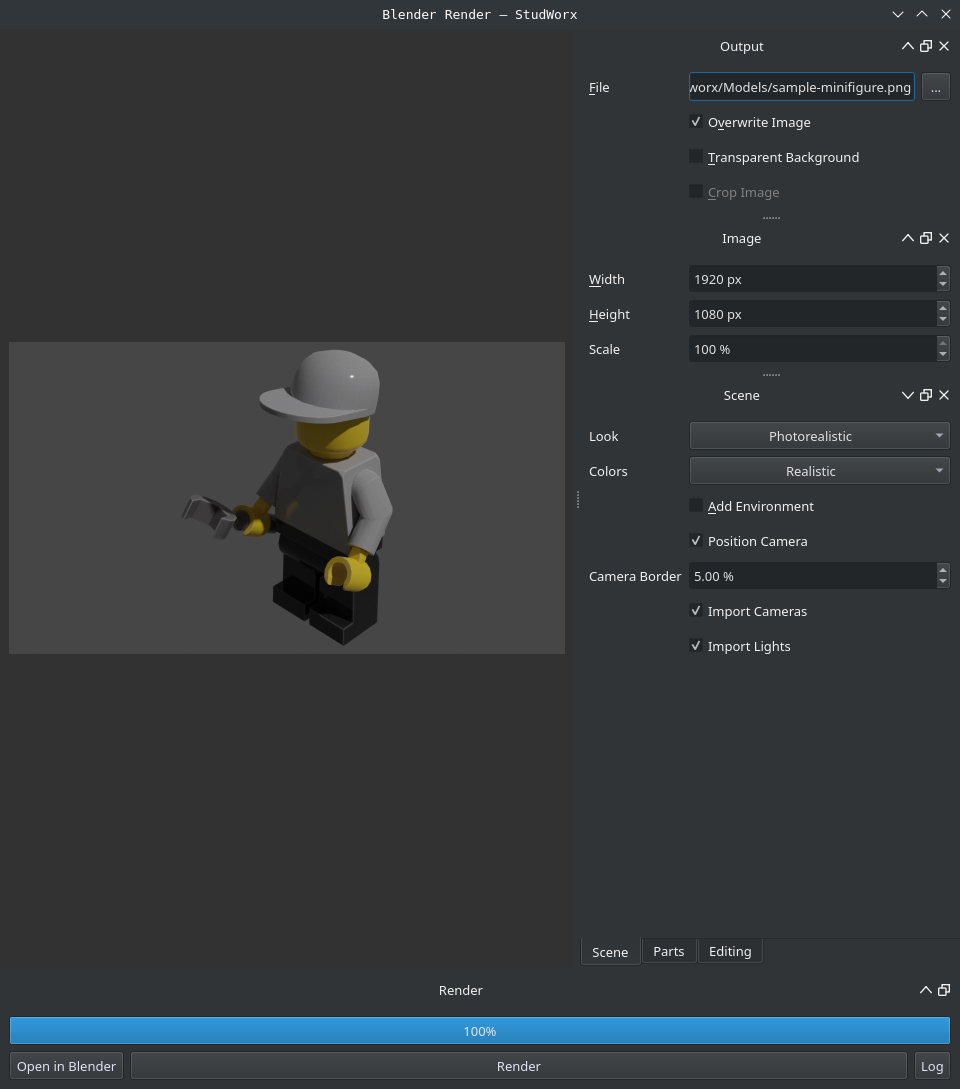 Blender Render — StudWorx
Output
File
worx/Models/sample-minifigure.png
...
Overwrite Image
Transparent Background
Crop Image
Image
Width
1920 px
Height
1080 px
Scale
100 %
Scene
Look
Photorealistic
Colors
Realistic
Add Environment
Position Camera
Camera Border
5.00 %
Import Cameras
Import Lights
Scene
Parts
Editing
Render
100%
Open in Blender
Render
Log